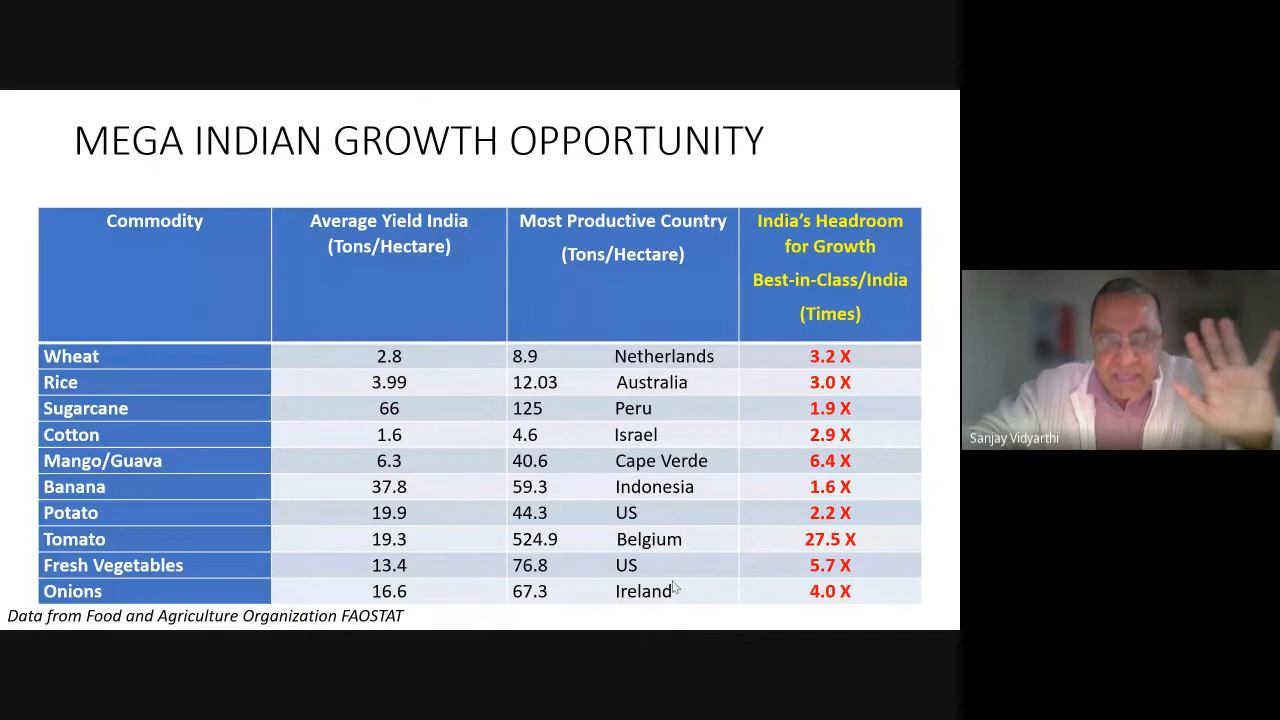 MEGA INDIAN GROWTH OPPORTUNITY
Commodity
Average Yield India
(Tons/Hectare)
Most Productive Country
(Tons/Hectare)
India's Headroom
for Growth
Best-in-Class/India
(Times)
Wheat 2.8 8.9 Netherlands 3.2 X
Rice 3.99 12.03 Australia 3.0 X
Sugarcane 66 125 Peru 1.9 X
Cotton 1.6 4.6 Israel 2.9 X
Mango/Guava 6.3 40.6 Cape Verde 6.4 X
Banana 37.8 59.3 Indonesia 1.6 X
Potato 19.9 44.3 US 2.2 X
Tomato 19.3 524.9 Belgium 27.5 X
Fresh Vegetables 13.4 76.8 US 5.7 X
Onions 16.6 67.3 Ireland 4.0 X
Data from Food and Agriculture Organization FAOSTAT
Sanjay Vidyarthi